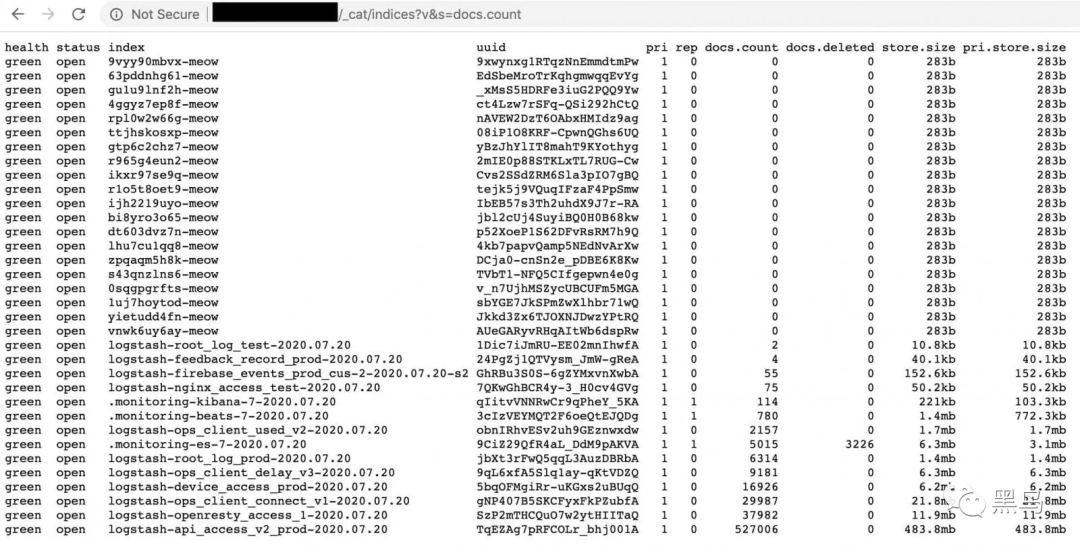 Not Secure /_cat/indices?v&s=docs.count
health status index uuid pri rep docs.count docs.deleted store.size pri.store.size
green open 9vyy90mbvx-meow 9xwynxglRTqzNnEmmdtmPw 1 0 0 0 283b 283b
green open 63pddnhg61-meow EdSbeMroTrKqhgmwqqEvYg 1 0 0 0 283b 283b
green open gulu9lnf2h-meow _xMsS5HDRFe3iuG2PQQ9Yw 1 0 0 0 283b 283b
green open 4ggyz7ep8f-meow ct4Lzw7rSFq-QSi292hCtQ 1 0 0 0 283b 283b
green open rpl0w2w66g-meow nAVEW2DzT6OAbxHMIdz9ag 1 0 0 0 283b 283b
green open ttjhskosxp-meow 08iPlO8KRF-CpwnQGhs6UQ 1 0 0 0 283b 283b
green open gtp6c2chz7-meow yBzJhYlIT8mahT9KYothyg 1 0 0 0 283b 283b
green open r965g4eun2-meow 2mIE0p88STKLxTL7RUG-Cw 1 0 0 0 283b 283b
green open ikxr97se9q-meow Cvs2SSdZRM6Sla3pIO7gBQ 1 0 0 0 283b 283b
green open r1o5t8oet9-meow tejk5j9VQuqIFzaF4PpSmw 1 0 0 0 283b 283b
green open ijh2219uyo-meow IbEB57s3Th2uhdX9J7r-RA 1 0 0 0 283b 283b
green open bi8yro3o65-meow jbl2cUj4SuyiBQ0H0B68kw 1 0 0 0 283b 283b
green open dt603dvz7n-meow p52XoePlS62DFvRsRM7h9Q 1 0 0 0 283b 283b
green open lhu7cu1qq8-meow 4kb7papvQamp5NEdNvArXw 1 0 0 0 283b 283b
green open zpqaqm5h8k-meow DCja0-cnSn2e_pDBE6K8Kw 1 0 0 0 283b 283b
green open s43qnzlns6-meow TVbT1-NFQ5CIfgepwn4e0g 1 0 0 0 283b 283b
green open 0sqgpgrfts-meow v_n7UjhMSZycUBCUFm5MGA 1 0 0 0 283b 283b
green open 1uj7hoytod-meow sbYGE7JkSPmZwXlhbr71wQ 1 0 0 0 283b 283b
green open yietudd4fn-meow Jkkd3Zx6TJOXNJDwzYPtRQ 1 0 0 0 283b 283b
green open vnwk6uy6ay-meow AUeGARyvRHqAItWb6dspRw 1 0 0 0 283b 283b
green open logstash-root_log_test-2020.07.20 1Dic7iJmRU-EE02mnIhwfA 1 0 2 0 10.8kb 10.8kb
green open logstash-feedback_record_prod-2020.07.20 24PgZjlQTVysm_JmW-gReA 1 0 4 0 40.1kb 40.1kb
green open logstash-firebase_events_prod_cus-2-2020.07.20-s2 GhRBu3S0S-6gZYMxvnXwbA 1 0 55 0 152.6kb 152.6kb
green open logstash-nginx_access_test-2020.07.20 7QKwGhBCR4y-3_H0cv4GVg 1 0 75 0 50.2kb 50.2kb
green open .monitoring-kibana-7-2020.07.20 qIitvVNNRwCr9qPheY_5KA 1 1 114 0 221kb 103.3kb
green open .monitoring-beats-7-2020.07.20 3cIzVEYMQT2F6oeQtEJQDg 1 1 780 0 1.4mb 772.3kb
green open logstash-ops_client_used_v2-2020.07.20 obnIRhvESv2uh9GEznwxdw 1 0 2157 0 1.7mb 1.7mb
green open .monitoring-es-7-2020.07.20 9CiZ29QfR4aL_DdM9pAKVA 1 1 5015 3226 6.3mb 3.1mb
green open logstash-root_log_prod-2020.07.20 jbXt3rFwQ5qqL3AuzDBRbA 1 0 6314 0 1.4mb 1.4mb
green open logstash-ops_client_delay_v3-2020.07.20 9qL6xfA5Slq1ay-qKtVDZQ 1 0 9181 0 6.3mb 6.3mb
green open logstash-device_access_prod-2020.07.20 5bqOFMgiRr-uKGxs2uBUqQ 1 0 16926 0 6.2mb 6.2mb
green open logstash-ops_client_connect_v1-2020.07.20 gNP407B5SKCFyxFkPZubfA 1 0 29987 0 21.8mb 21.8mb
green open logstash-openresty_access_1-2020.07.20 SzP2mTHCQuO7w2ytHIITaQ 1 0 37982 0 11.9mb 11.9mb
green open logstash-api_access_v2_prod-2020.07.20 TqEZAg7pRFCOLr_bhj001A 1 0 527006 0 483.8mb 483.8mb
黑鸟